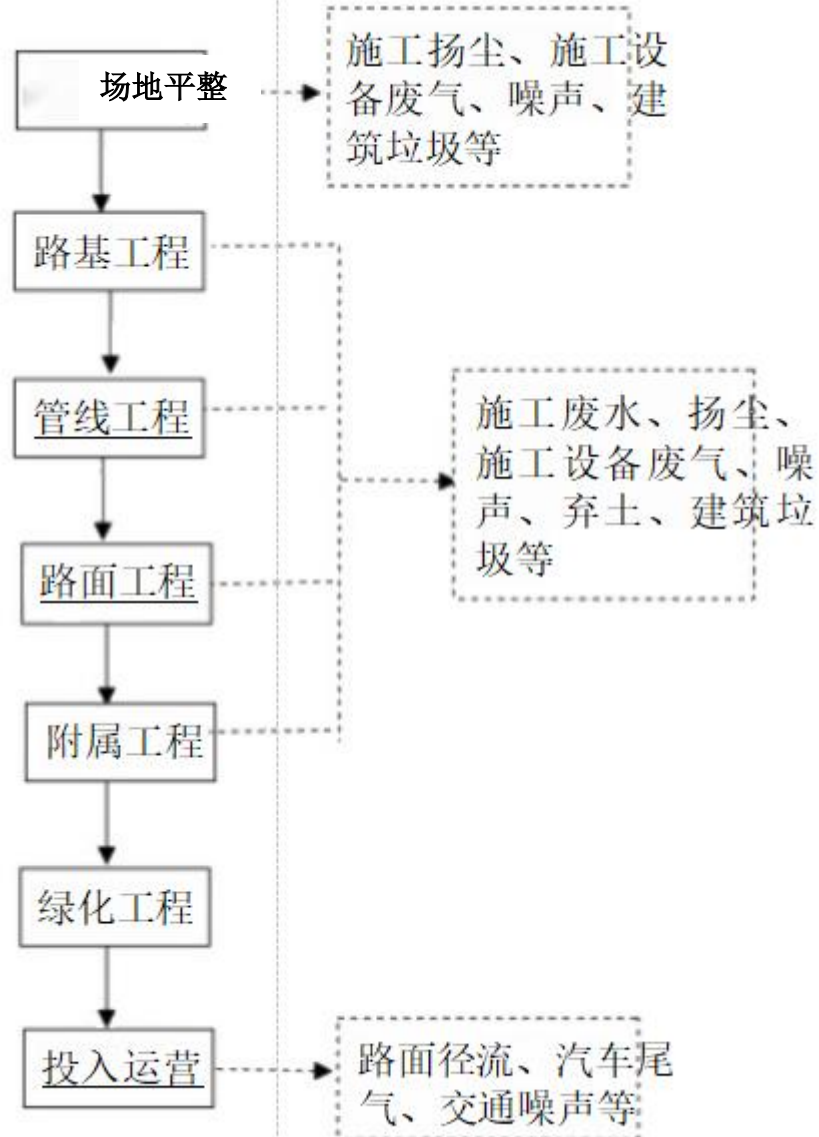 场地平整
施工扬尘、施工设
备废气、噪声、建
筑垃圾等
路基工程
管线工程
施工废水、扬尘、
施工设备废气、噪
声、弃土、建筑垃
圾等
路面工程
附属工程
绿化工程
投入运营
路面径流、汽车尾
气、交通噪声等